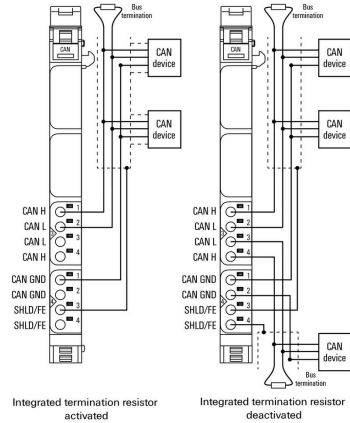 Bus
termination
CAN
CAN
device
CAN
device
CAN H 1
CAN L 2
CAN L 3
CAN H 4
CAN GND 1
CAN GND 2
SHLD/FE 3
SHLD/FE 4
Integrated termination resistor
activated
Bus
termination
CAN
CAN
device
CAN
device
CAN H 1
CAN L 2
CAN L 3
CAN H 4
CAN GND 1
CAN GND 2
SHLD/FE 3
SHLD/FE 4
CAN
device
Bus
termination
Integrated termination resistor
deactivated